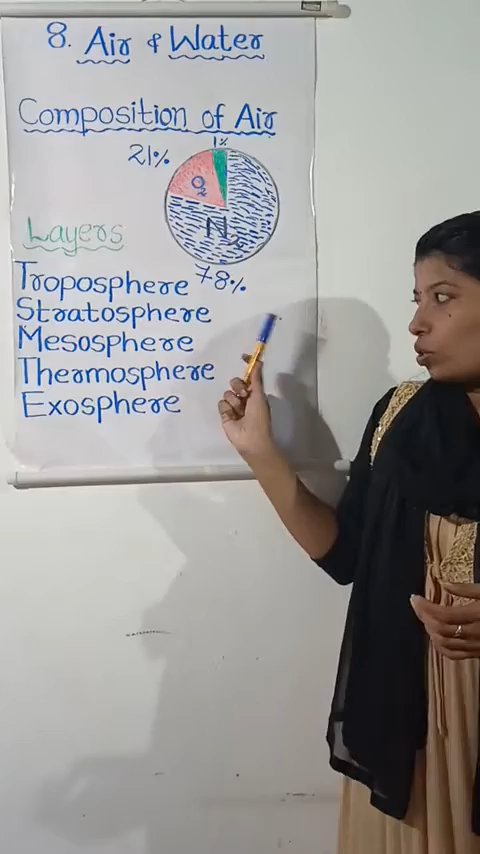 8. Air & Water
Composition of Air
1%
21%
O2
N2
78%
Layers
Troposphere
Stratosphere
Mesosphere
Thermosphere
Exosphere